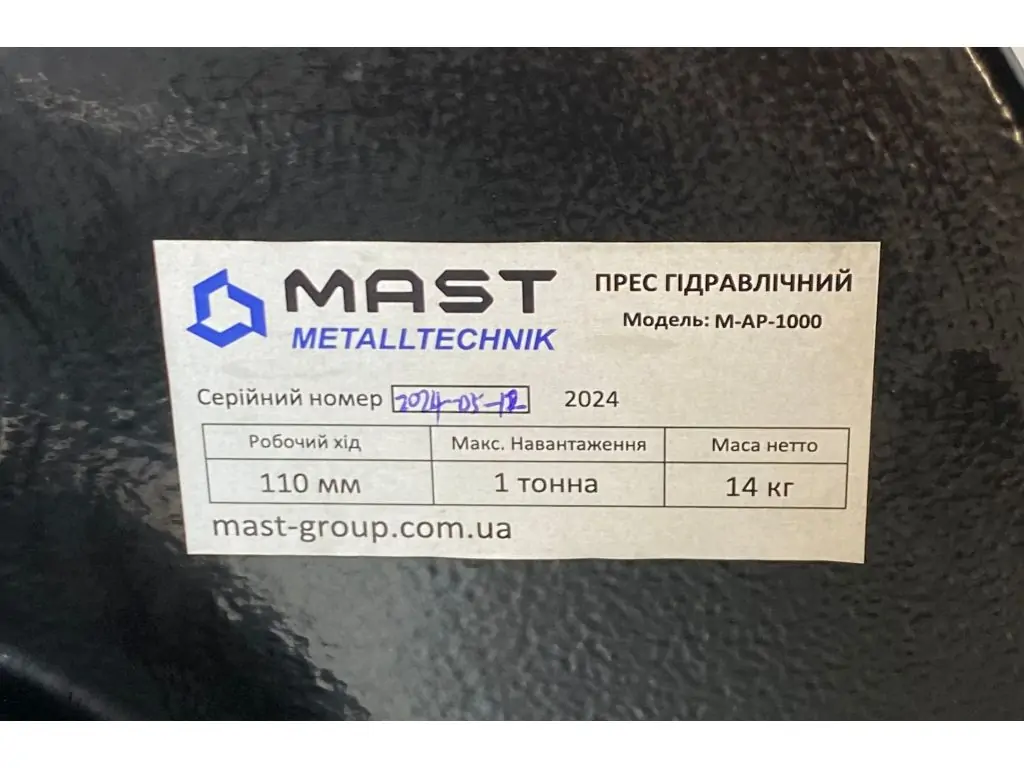 MAST
METALLTECHNIK
ПРЕС ГІДРАВЛІЧНИЙ
Модель: M-AP-1000
Серійний номер 2024-05-12 2024
Робочий хід Макс. Навантаження Маса нетто
110 мм 1 тонна 14 кг
mast-group.com.ua